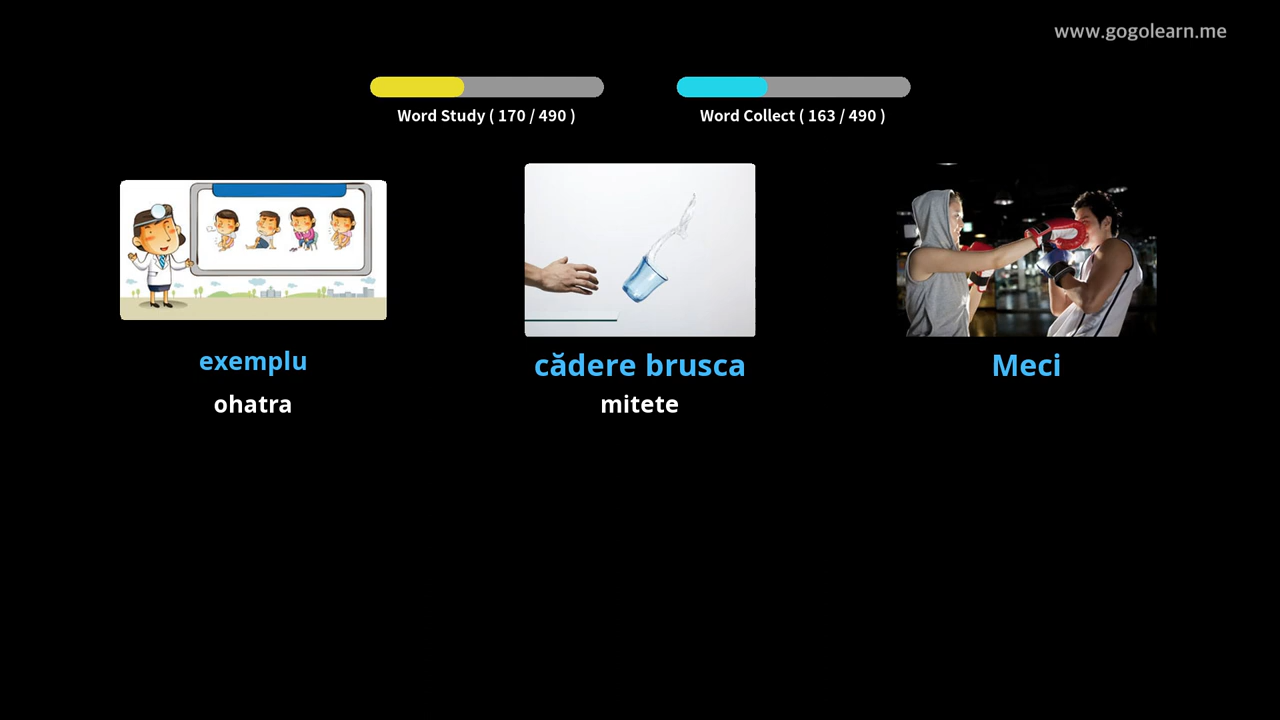 www.gogolearn.me
Word Study ( 170 / 490 )
Word Collect ( 163 / 490 )
exemplu
cădere brusca
Meci
ohatra
mitete